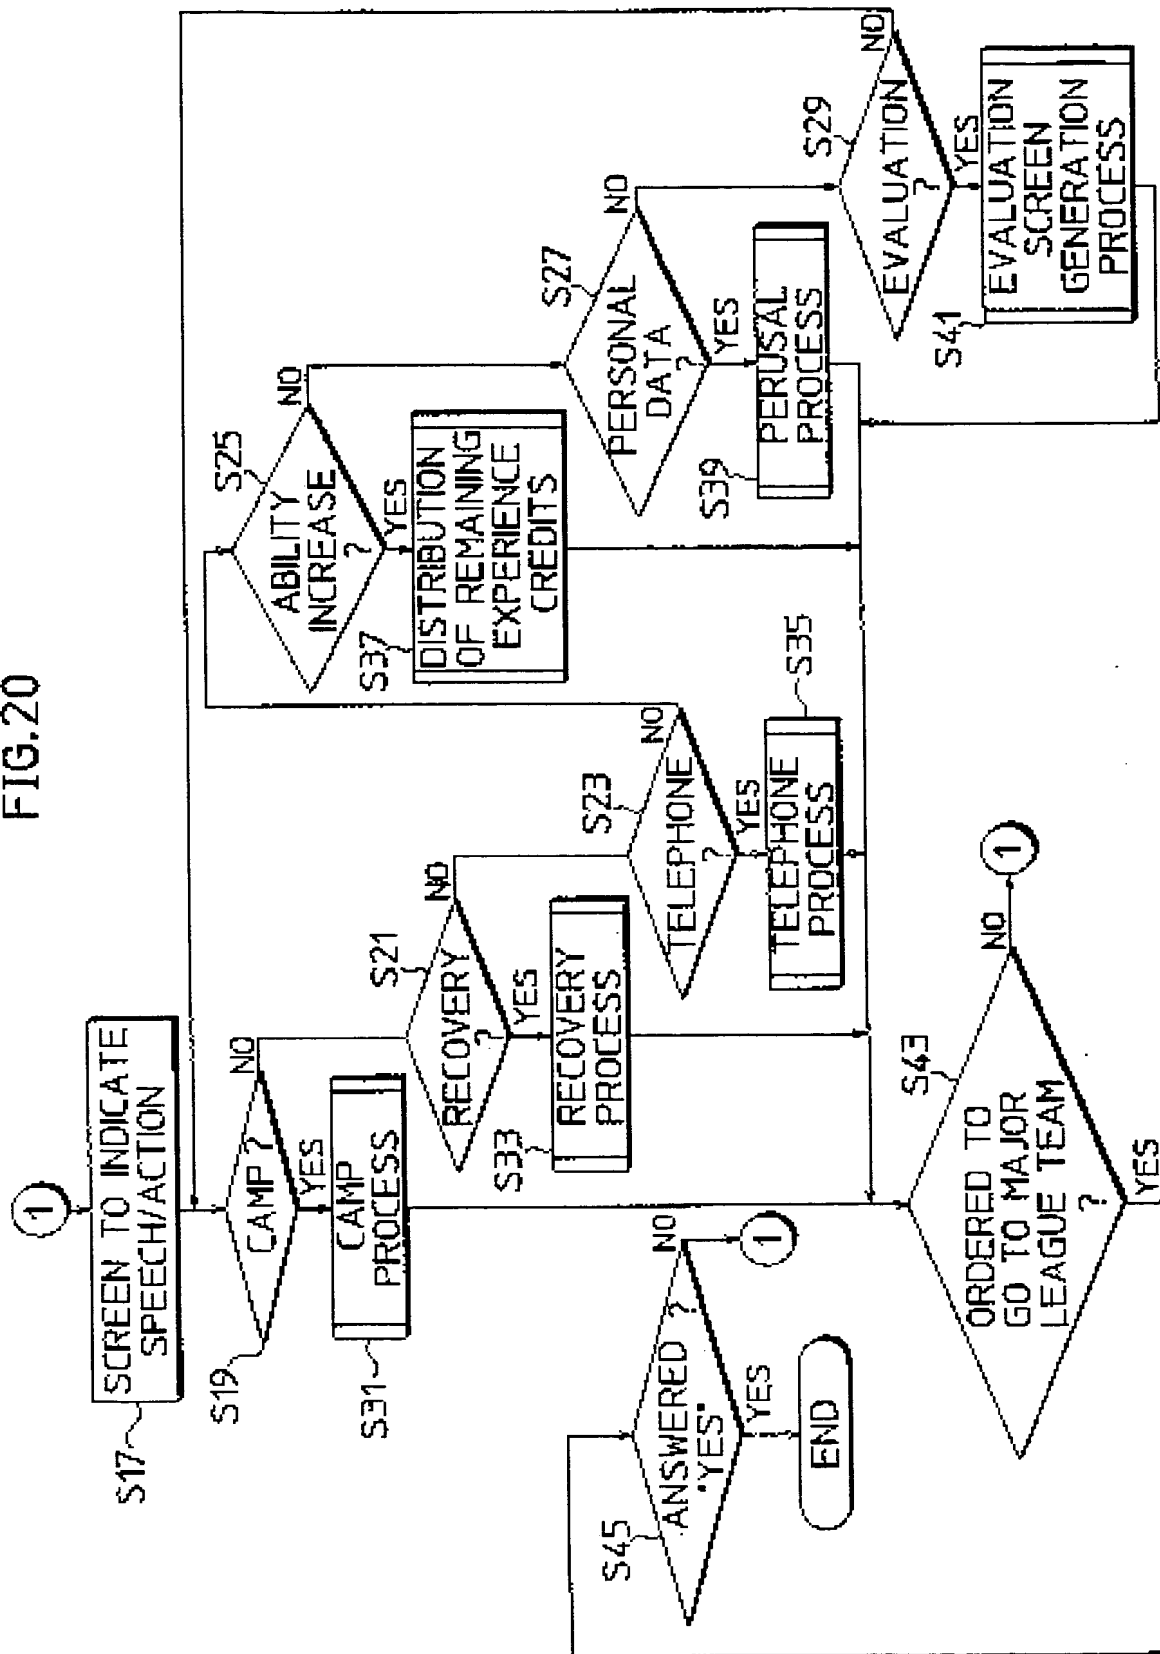 FIG.20
1
SCREEN TO INDICATE
SPEECH/ACTION
S17
CAMP ?
S19
NO
YES
CAMP
PROCESS
S31
RECOVERY
?
S21
NO
YES
RECOVERY
PROCESS
S33
TELEPHONE
?
S23
NO
YES
TELEPHONE
PROCESS
S35
ABILITY
INCREASE
?
S25
NO
YES
DISTRIBUTION
OF REMAINING
EXPERIENCE
CREDITS
S37
PERSONAL
DATA
?
S27
NO
YES
PERUSAL
PROCESS
S39
EVALUATION
?
S29
NO
YES
EVALUATION
SCREEN
GENERATION
PROCESS
S41
ORDERED TO
GO TO MAJOR
LEAGUE TEAM
?
S43
NO
1
YES
ANSWERED ?
"YES"
S45
NO
1
YES
END